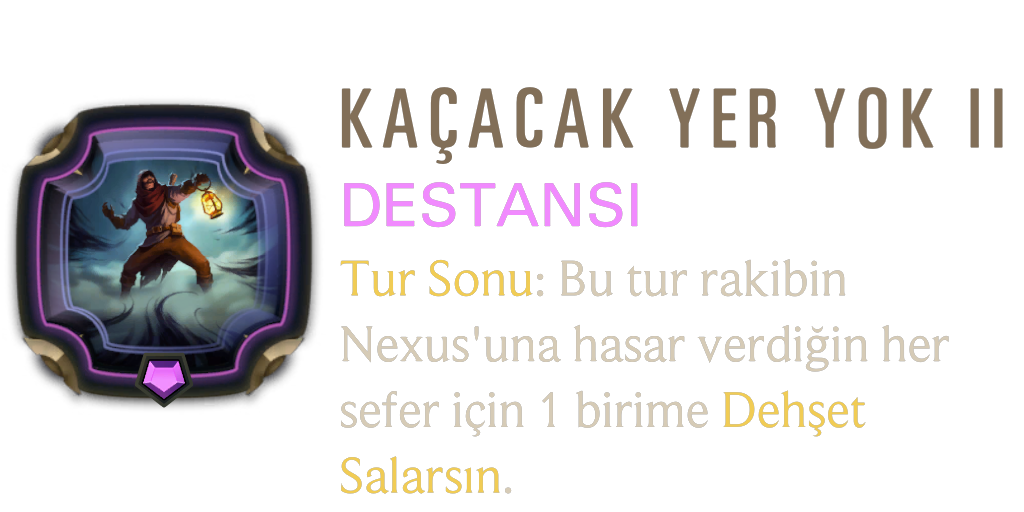 KAÇACAK YER YOK II
DESTANSI
Tur Sonu: Bu tur rakibin
Nexus'una hasar verdiğin her
sefer için 1 birime Dehşet
Salarsın.